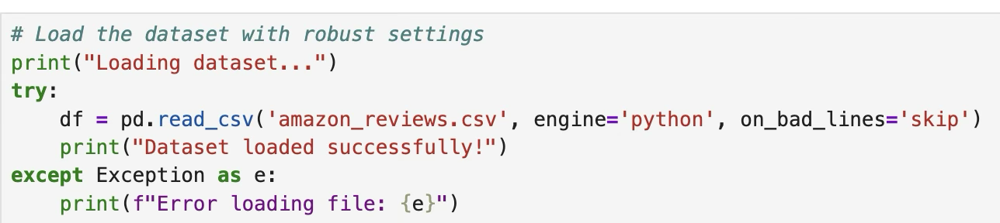 # Load the dataset with robust settings
print("Loading dataset...")
try:
    df = pd.read_csv('amazon_reviews.csv', engine='python', on_bad_lines='skip')
    print("Dataset loaded successfully!")
except Exception as e:
    print(f"Error loading file: {e}")